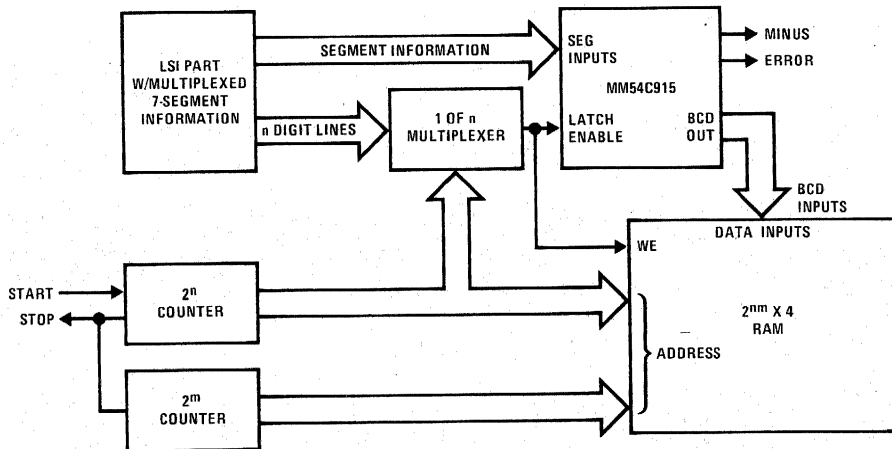 LSI PART
W/MULTIPLEXED
7-SEGMENT
INFORMATION
SEGMENT INFORMATION
n DIGIT LINES
1 OF n
MULTIPLEXER
SEG
INPUTS
MM54C915
LATCH
ENABLE
BCD
OUT
MINUS
ERROR
BCD
INPUTS
DATA INPUTS
WE
2ⁿᵐ X 4
RAM
ADDRESS
START
STOP
2ⁿ
COUNTER
2ᵐ
COUNTER